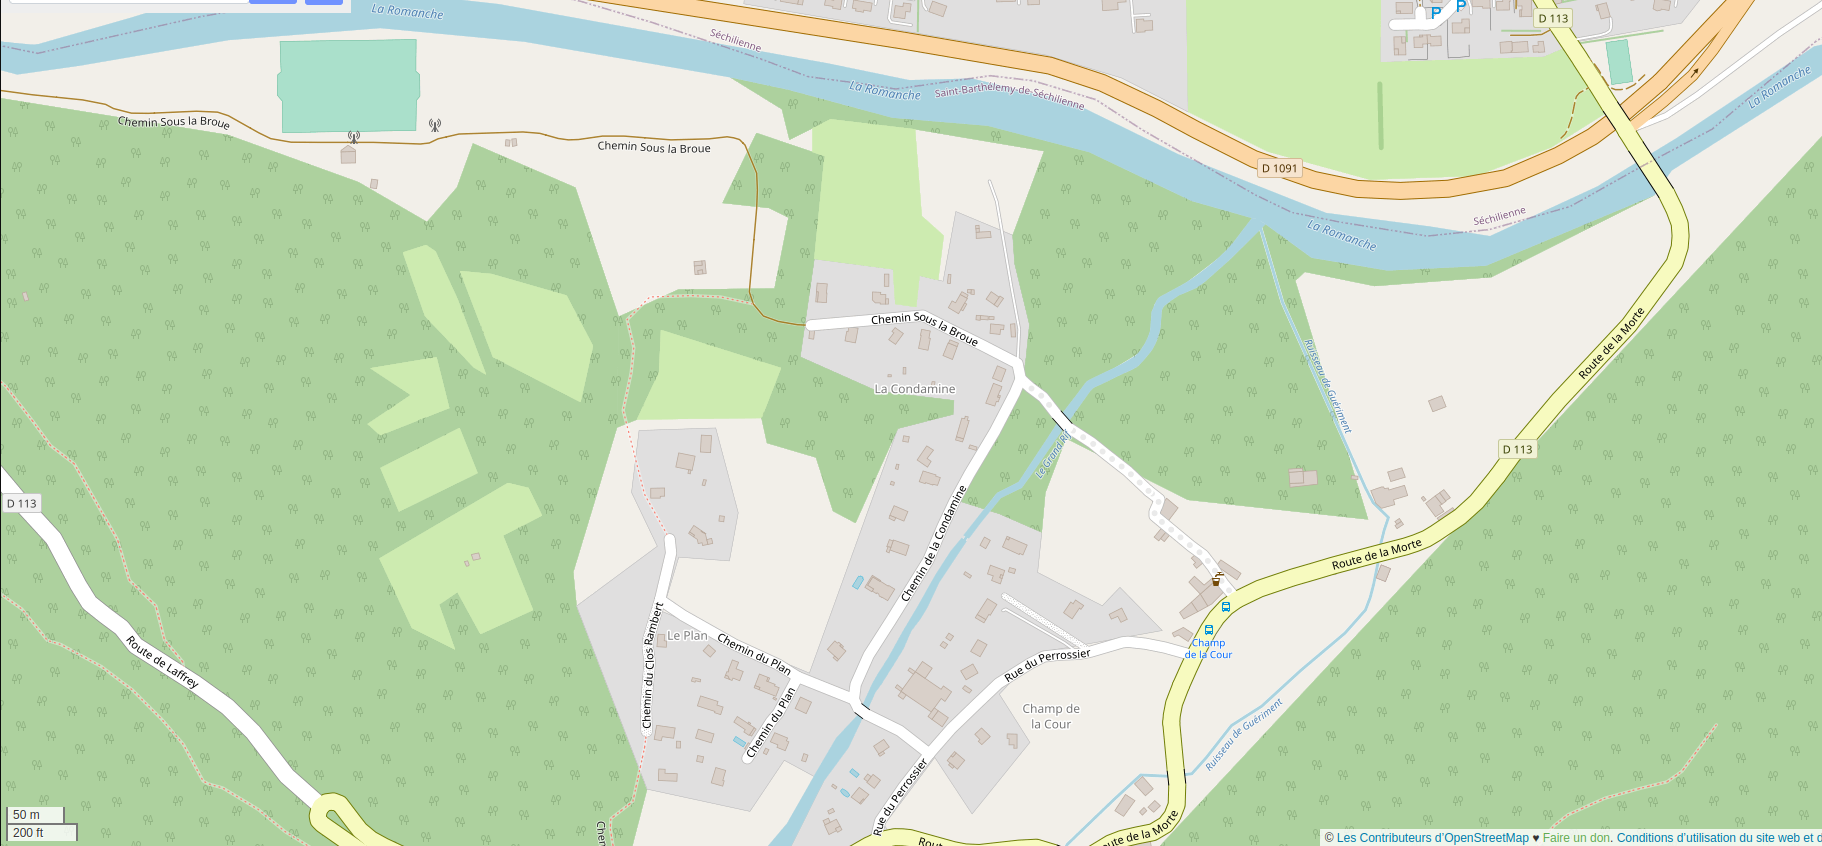 La Romanche
D 113
Séchilienne
La Romanche
La Romanche
Saint-Barthélemy-de-Séchilienne
Chemin Sous la Broue
Chemin Sous la Broue
D 1091
Séchilienne
La Romanche
Chemin Sous la Broue
Route de la Morte
Ruisseau de Guériment
La Condamine
D 113
Le Grand Rif
D 113
Chemin de la Condamine
Route de la Morte
Le Plan
Chemin du Clos Rambert
Chemin du Plan
Route de Laffrey
Champ
de la Cour
Rue du Perrossier
Chemin du Plan
Champ de
la Cour
Ruisseau de Guériment
Rue du Perrossier
50 m
200 ft
Chem
Rout
oute de la Morte
© Les Contributeurs d’OpenStreetMap ♥ Faire un don. Conditions d’utilisation du site web et d
P
P